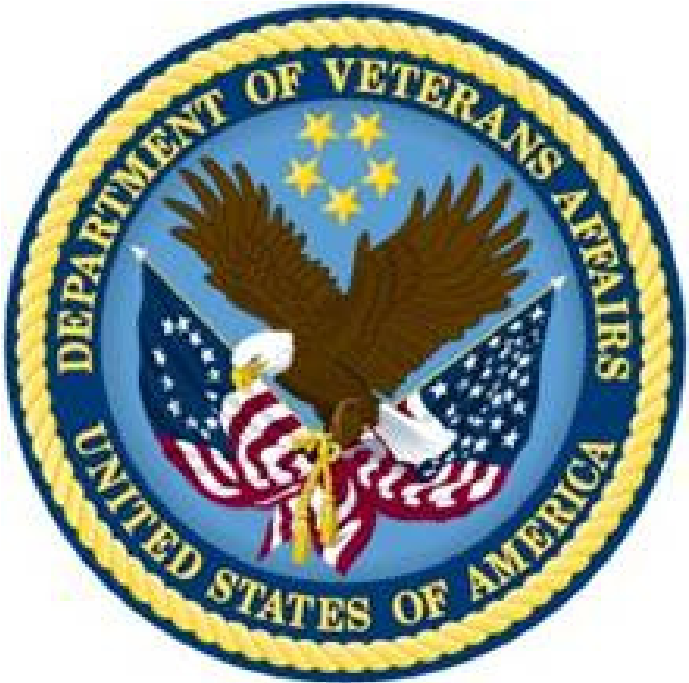 DEPARTMENT OF VETERANS AFFAIRS
UNITED STATES OF AMERICA